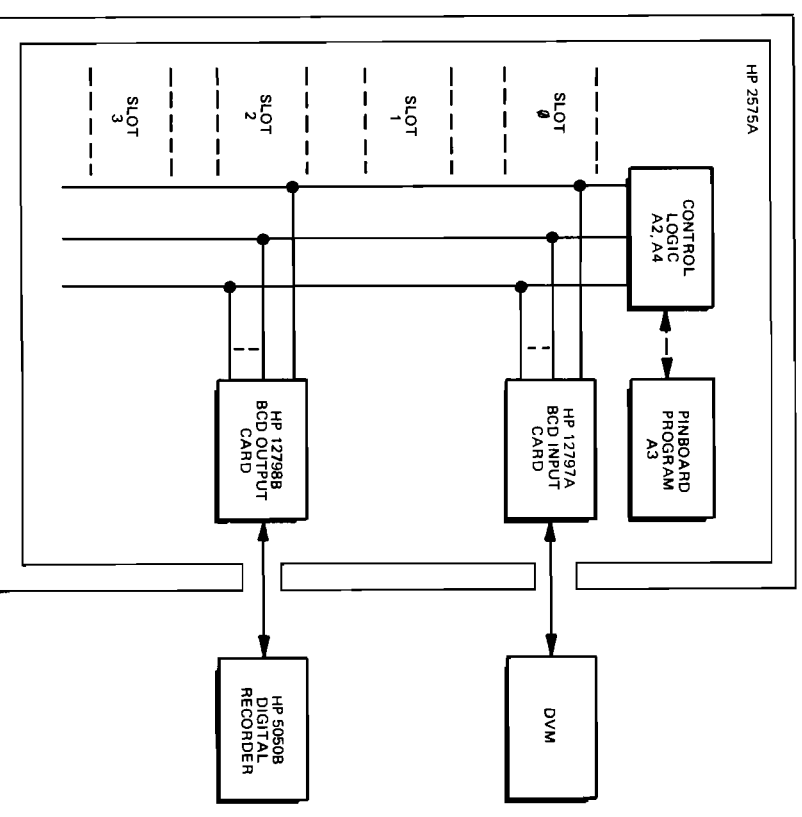 HP 2575A
SLOT
Ø
SLOT
1
SLOT
2
SLOT
3
CONTROL
LOGIC
A2, A4
PINBOARD
PROGRAM
A3
HP 12797A
BCD INPUT
CARD
HP 12798B
BCD OUTPUT
CARD
DVM
HP 5050B
DIGITAL
RECORDER